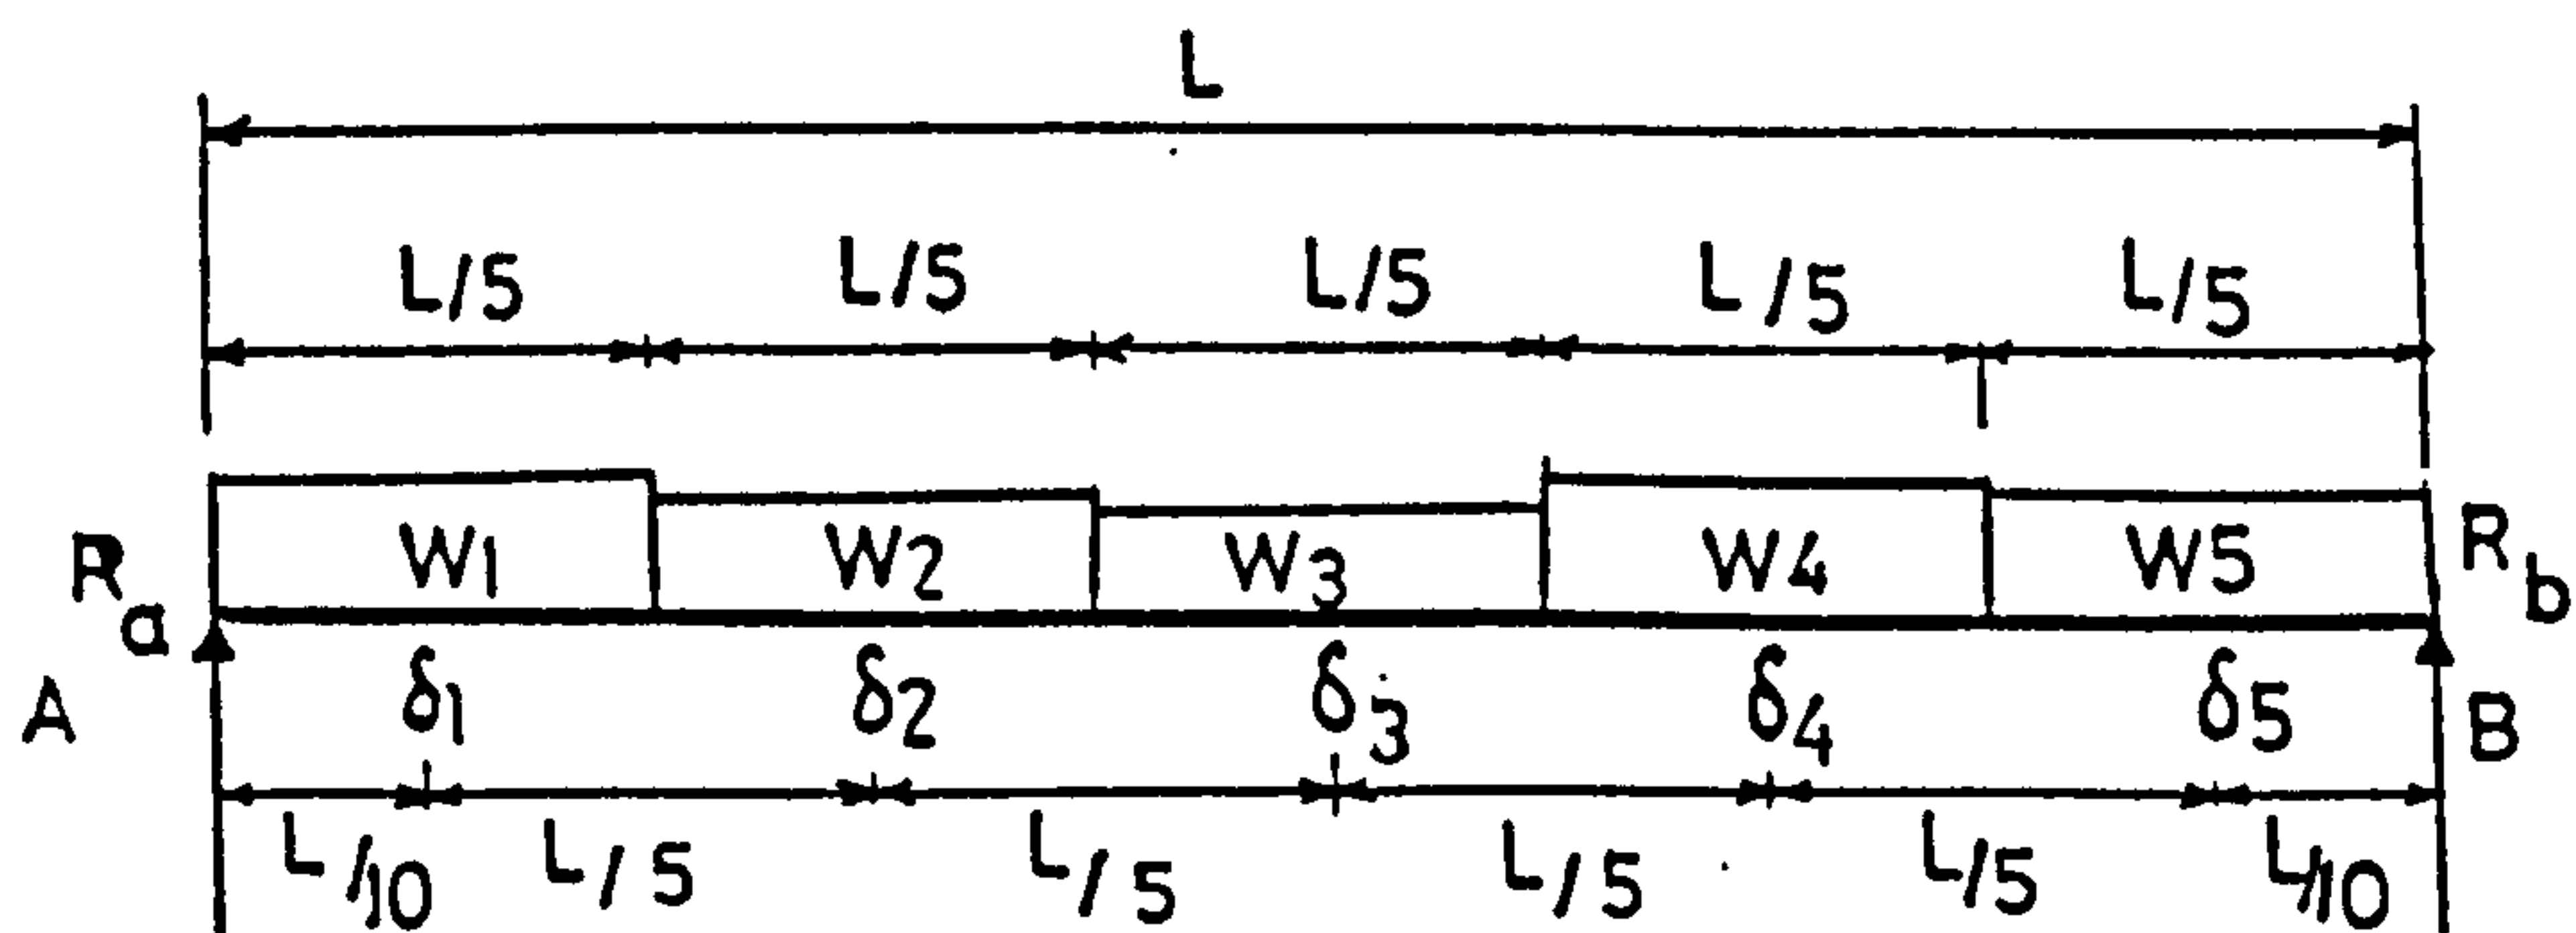 L
L/5 L/5 L/5 L/5 L/5
Ra W1 W2 W3 W4 W5 Rb
A δ1 δ2 δ3 δ4 δ5 B
L/10 L/5 L/5 L/5 L/5 L/10